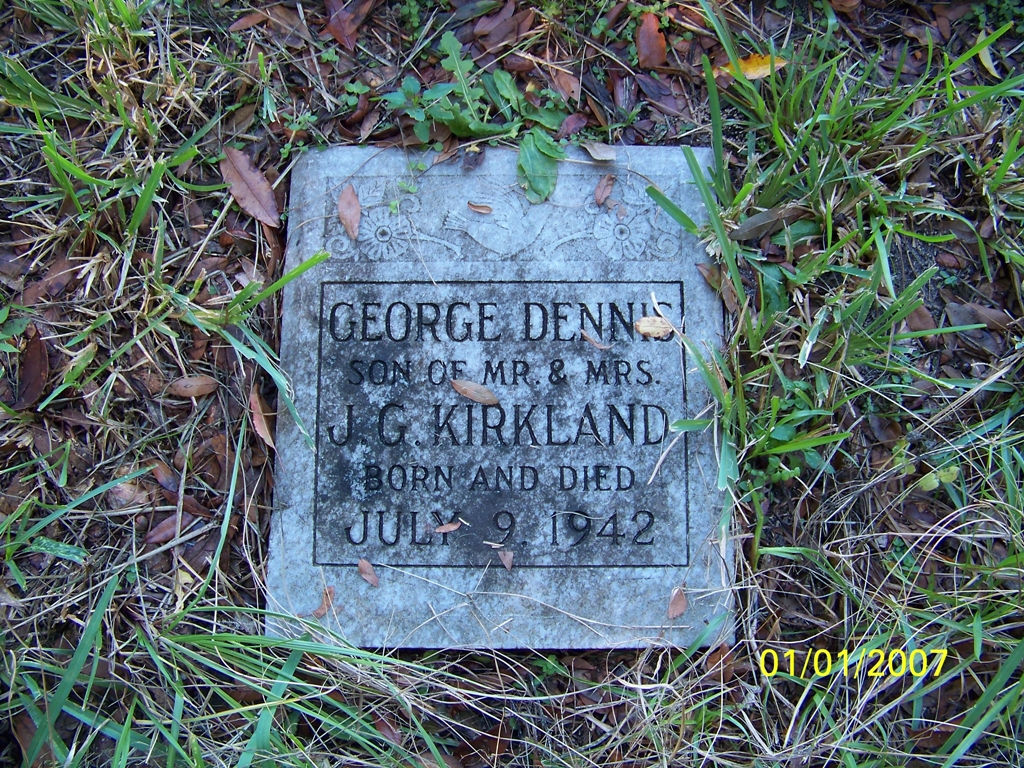 GEORGE DENNIS
SON OF MR. & MRS.
J. G. KIRKLAND
BORN AND DIED
JULY 9, 1942
01/01/2007